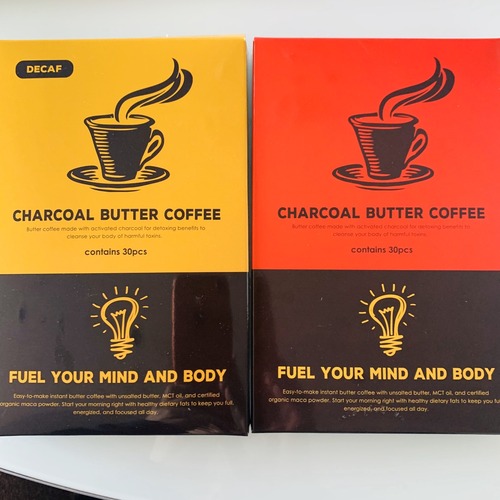 DECAF
CHARCOAL BUTTER COFFEE
Butter coffee made with activated charcoal for detoxing benefits to
cleanse your body of harmful toxins.
contains 30pcs
FUEL YOUR MIND AND BODY
Easy-to-make instant butter coffee with unsalted butter, MCT oil, and certified
organic maca powder. Start your morning right with healthy dietary fats to keep you full,
energized, and focused all day.
CHARCOAL BUTTER COFFEE
Butter coffee made with activated charcoal for detoxing benefits to
cleanse your body of harmful toxins.
contains 30pcs
FUEL YOUR MIND AND BODY
Easy-to-make instant butter coffee with unsalted butter, MCT oil, and certified
organic maca powder. Start your morning right with healthy dietary fats to keep you full,
energized, and focused all day.